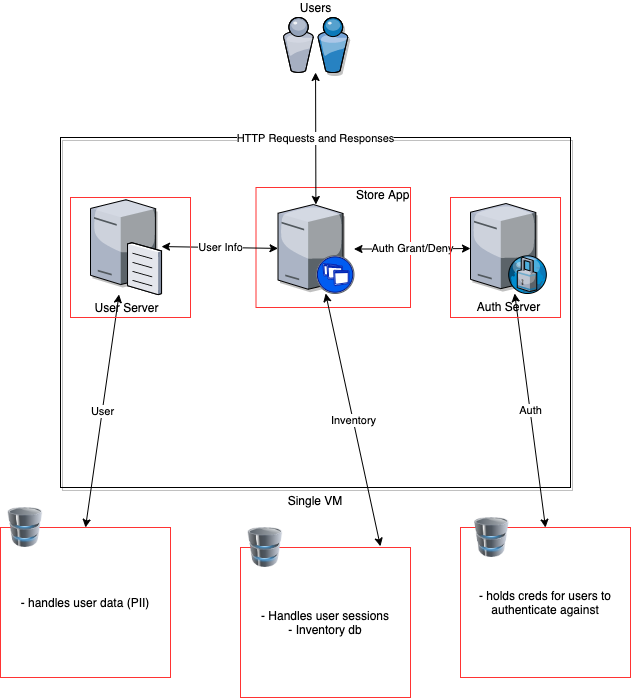 Users
HTTP Requests and Responses
Store App
User Info
Auth Grant/Deny
User Server
Auth Server
User
Inventory
Auth
Single VM
- handles user data (PII)
- Handles user sessions
- Inventory db
- holds creds for users to
authenticate against